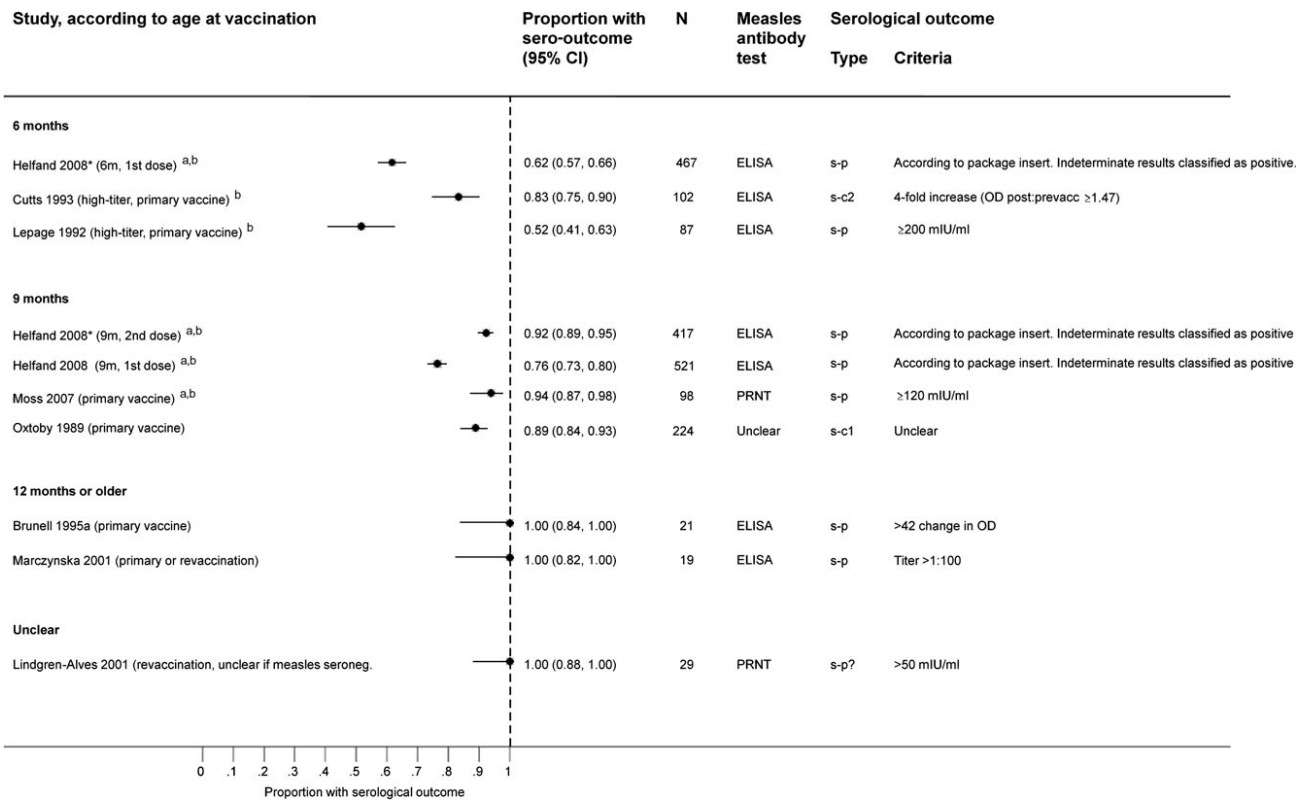 Study, according to age at vaccination Proportion with N Measles Serological outcome
sero-outcome antibody
(95% CI) test Type Criteria
6 months
Helfand 2008* (6m, 1st dose) a,b 0.62 (0.57, 0.66) 467 ELISA s-p According to package insert. Indeterminate results classified as positive.
Cutts 1993 (high-titer, primary vaccine) b 0.83 (0.75, 0.90) 102 ELISA s-c2 4-fold increase (OD post:prevacc ≥1.47)
Lepage 1992 (high-titer, primary vaccine) b 0.52 (0.41, 0.63) 87 ELISA s-p ≥200 mIU/ml
9 months
Helfand 2008* (9m, 2nd dose) a,b 0.92 (0.89, 0.95) 417 ELISA s-p According to package insert. Indeterminate results classified as positive
Helfand 2008 (9m, 1st dose) a,b 0.76 (0.73, 0.80) 521 ELISA s-p According to package insert. Indeterminate results classified as positive
Moss 2007 (primary vaccine) a,b 0.94 (0.87, 0.98) 98 PRNT s-p ≥120 mIU/ml
Oxtoby 1989 (primary vaccine) 0.89 (0.84, 0.93) 224 Unclear s-c1 Unclear
12 months or older
Brunell 1995a (primary vaccine) 1.00 (0.84, 1.00) 21 ELISA s-p >42 change in OD
Marczynska 2001 (primary or revaccination) 1.00 (0.82, 1.00) 19 ELISA s-p Titer >1:100
Unclear
Lindgren-Alves 2001 (revaccination, unclear if measles seroneg. 1.00 (0.88, 1.00) 29 PRNT s-p? >50 mIU/ml
0 .1 .2 .3 .4 .5 .6 .7 .8 .9 1
Proportion with serological outcome